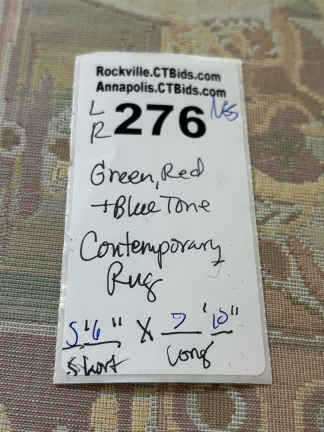 Rockville.CTBids.com
Annapolis.CTBids.com
LR 276 NS
Green, Red
+ Blue Tone
Contemporary
Rug
5'6" X 7'10"
short long